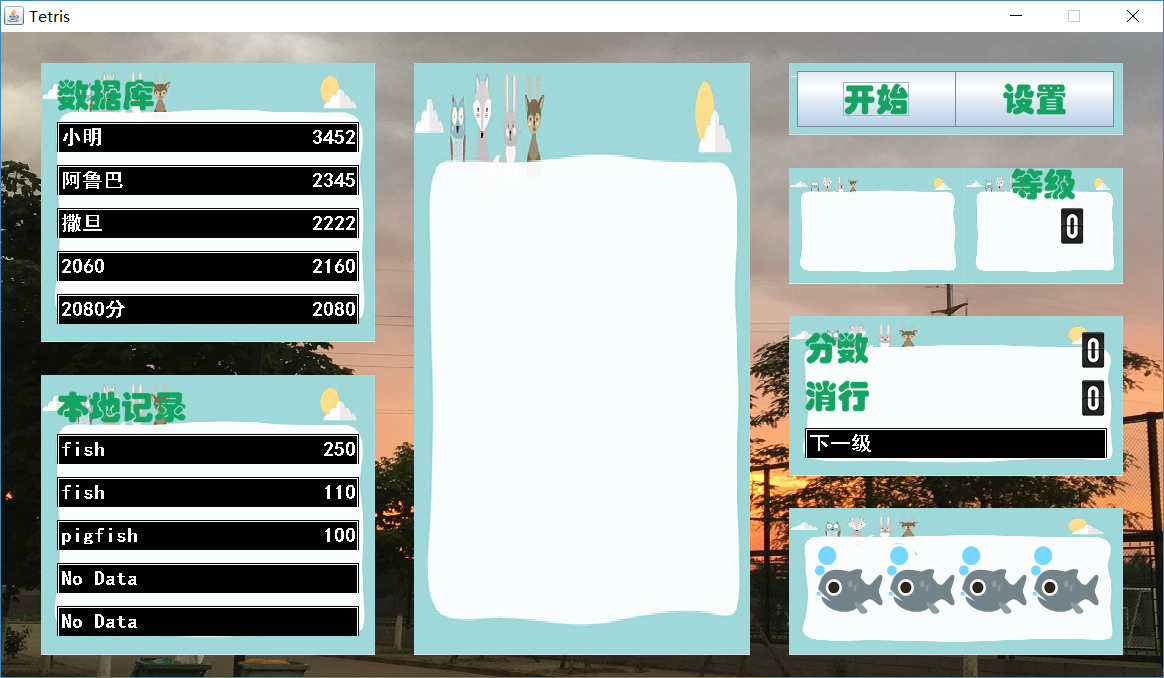 Tetris
数据库
小明 3452
阿鲁巴 2345
撒旦 2222
2060 2160
2080分 2080
本地记录
fish 250
fish 110
pigfish 100
No Data
No Data
开始 设置
等级
0
分数 0
消行 0
下一级